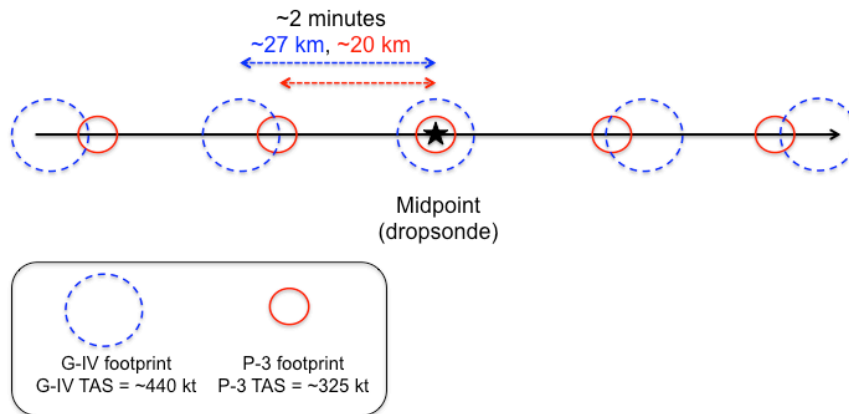 ~2 minutes
~27 km, ~20 km
Midpoint
(dropsonde)
G-IV footprint
G-IV TAS = ~440 kt
P-3 footprint
P-3 TAS = ~325 kt